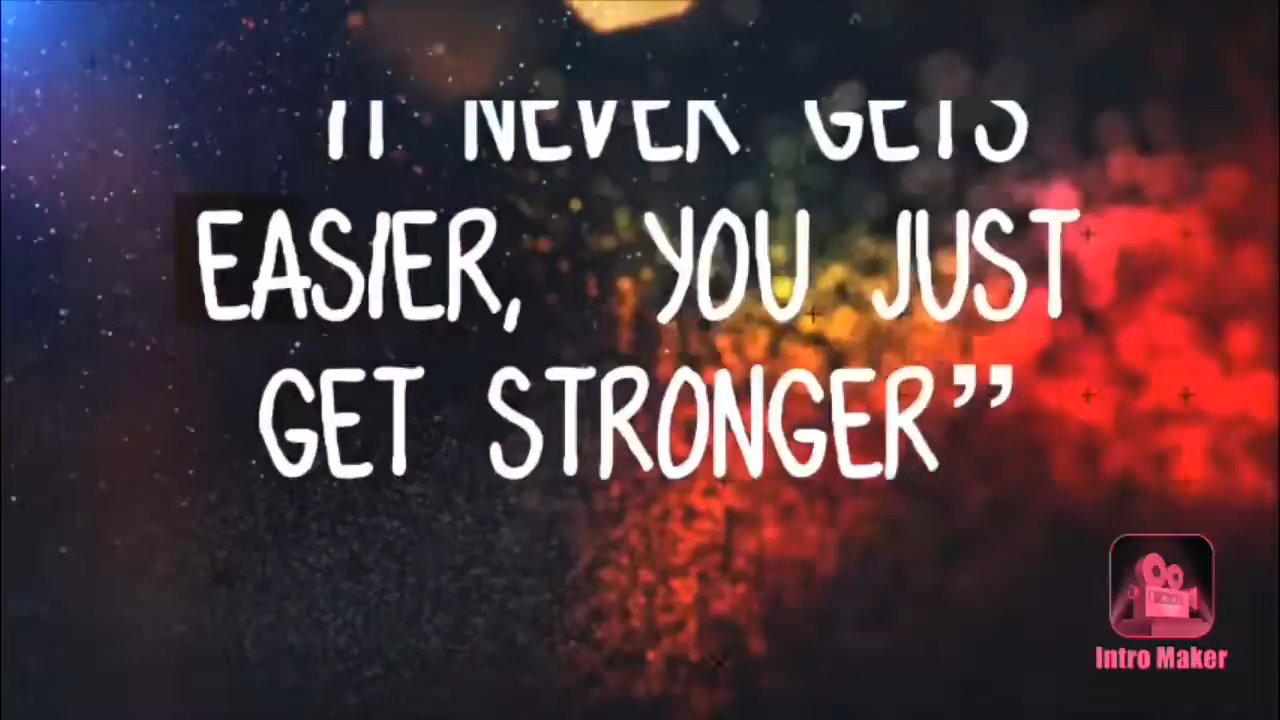 IT NEVER GETS
EASIER, YOU JUST
GET STRONGER”
Intro Maker